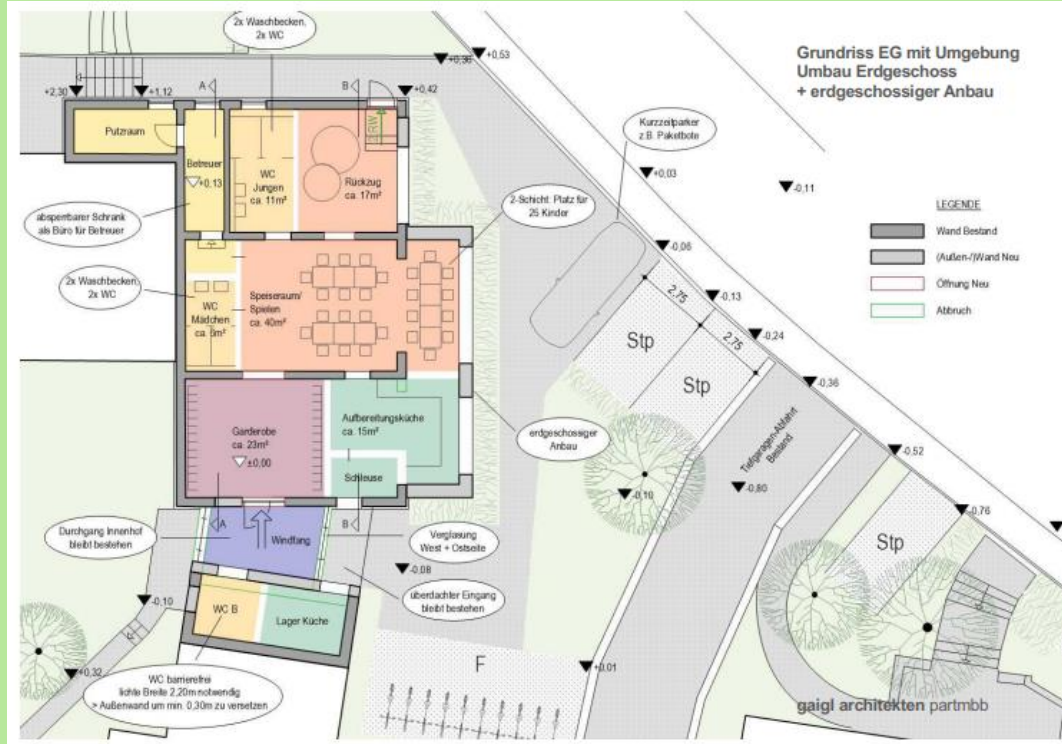 Grundriss EG mit Umgebung
Umbau Erdgeschoss
+ erdgeschossiger Anbau
2x Waschbecken,
2x WC
+0,36
+0,53
+2,30
+1,12
A
B
+0,42
RW
Putzraum
Betreuer
+0,13
WC
Jungen
ca. 11m²
Rückzug
ca. 17m²
Kurzzeitparker
z.B. Paketbote
+0,03
-0,11
absperrbarer Schrank
als Büro für Betreuer
2-Schicht: Platz für
25 Kinder
LEGENDE
Wand Bestand
(Außen-/)Wand Neu
Öffnung Neu
Abbruch
2x Waschbecken,
2x WC
WC
Mädchen
Speiseraum/
Spielen
ca. 40m²
-0,06
2,75
-0,13
2,75
-0,24
Stp
Stp
-0,36
Garderobe
ca. 23m²
±0,00
Aufbereitungsküche
ca. 15m²
Schleuse
erdgeschossiger
Anbau
Tiefgaragen-Abfahrt
Bestand
-0,52
-0,10
-0,80
-0,76
Stp
A
B
Durchgang Innenhof
bleibt bestehen
Windfang
Verglasung
West + Ostseite
-0,08
überdachter Eingang
bleibt bestehen
-0,10
WC B
Lager Küche
+0,32
WC barrierefrei
lichte Breite 2,20m notwendig
> Außenwand um min. 0,30m zu versetzen
F
+0,01
gaigl architekten partmbb